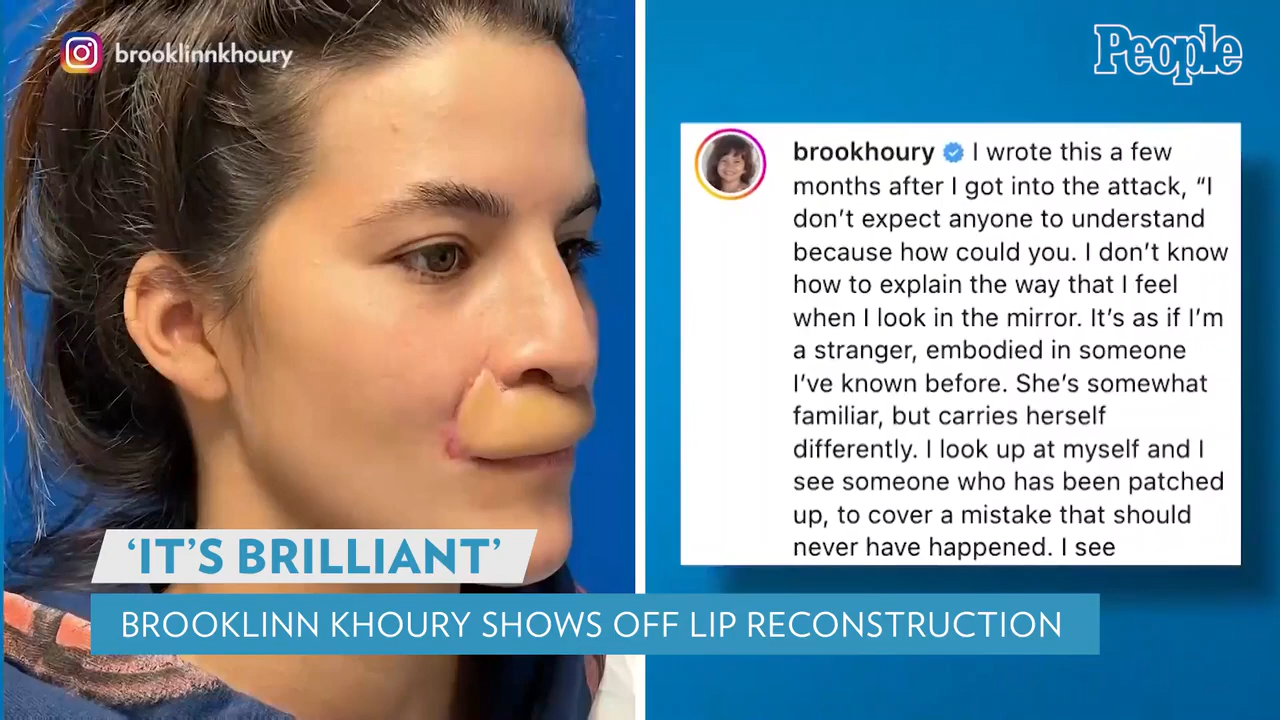 brooklinnkhoury
People
brookhoury I wrote this a few
months after I got into the attack, “I
don’t expect anyone to understand
because how could you. I don’t know
how to explain the way that I feel
when I look in the mirror. It’s as if I’m
a stranger, embodied in someone
I’ve known before. She’s somewhat
familiar, but carries herself
differently. I look up at myself and I
see someone who has been patched
up, to cover a mistake that should
never have happened. I see
‘IT’S BRILLIANT’
BROOKLINN KHOURY SHOWS OFF LIP RECONSTRUCTION